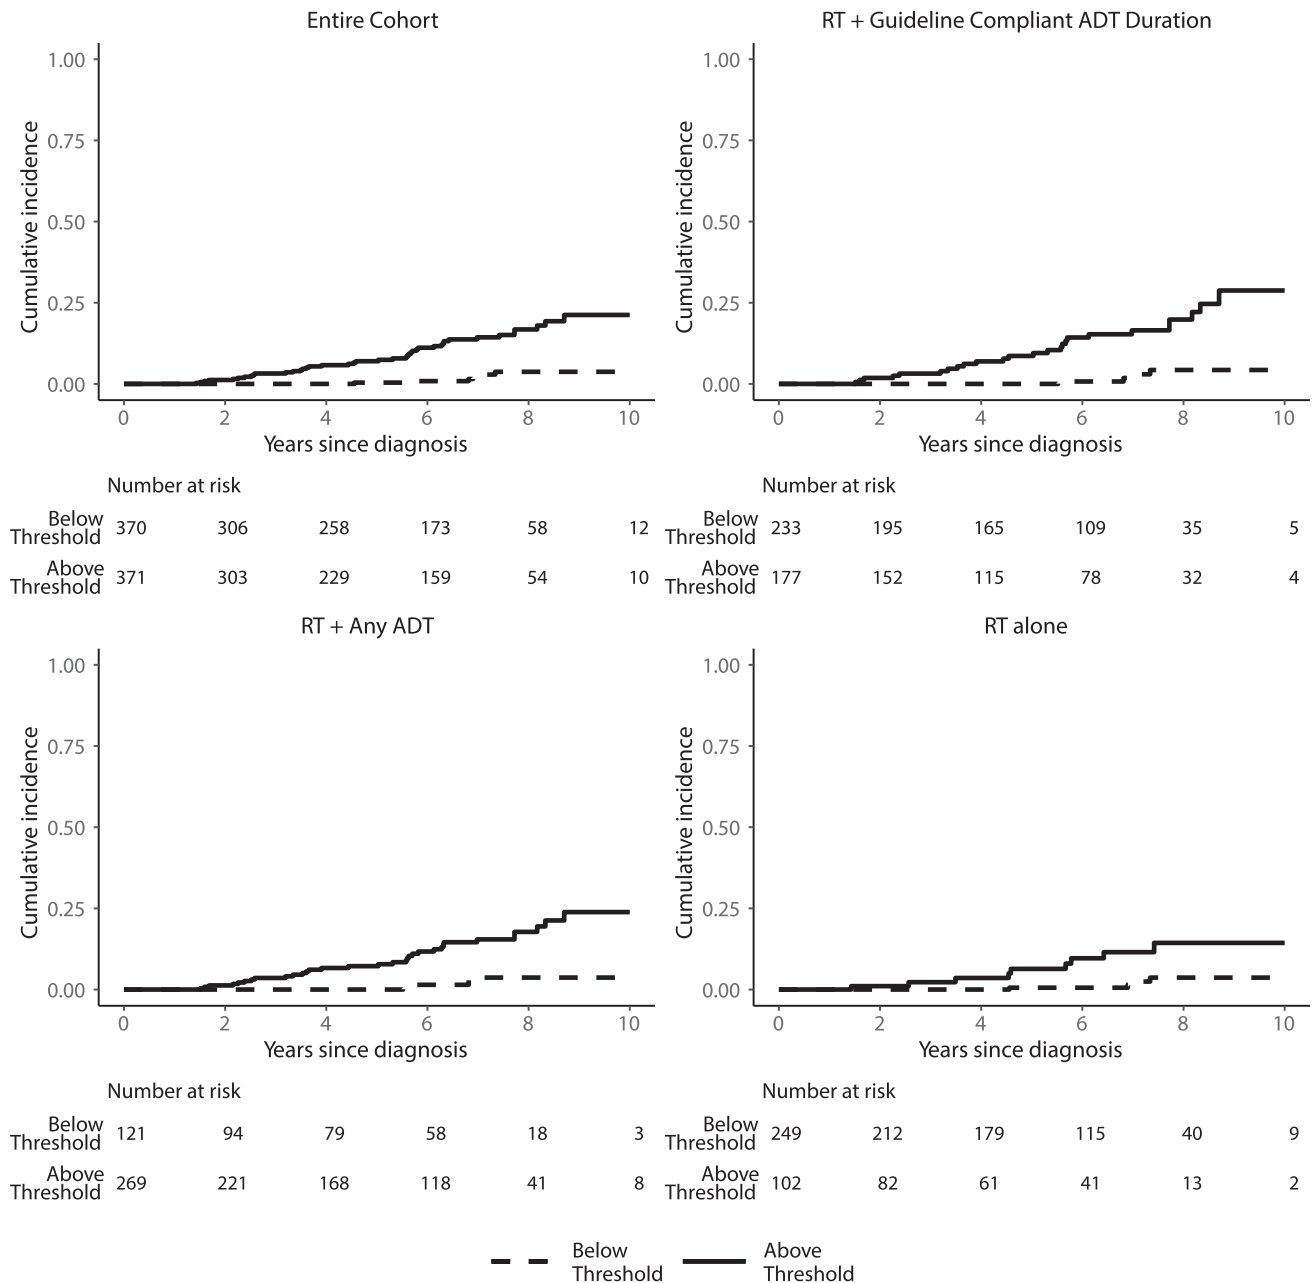 Entire Cohort
Cumulative incidence
1.00
0.75
0.50
0.25
0.00
0 2 4 6 8 10
Years since diagnosis
Number at risk
Below
Threshold 370 306 258 173 58 12
Above
Threshold 371 303 229 159 54 10
RT + Guideline Compliant ADT Duration
Cumulative incidence
1.00
0.75
0.50
0.25
0.00
0 2 4 6 8 10
Years since diagnosis
Number at risk
Below
Threshold 233 195 165 109 35 5
Above
Threshold 177 152 115 78 32 4
RT + Any ADT
Cumulative incidence
1.00
0.75
0.50
0.25
0.00
0 2 4 6 8 10
Years since diagnosis
Number at risk
Below
Threshold 121 94 79 58 18 3
Above
Threshold 269 221 168 118 41 8
RT alone
Cumulative incidence
1.00
0.75
0.50
0.25
0.00
0 2 4 6 8 10
Years since diagnosis
Number at risk
Below
Threshold 249 212 179 115 40 9
Above
Threshold 102 82 61 41 13 2
Below
Threshold
Above
Threshold